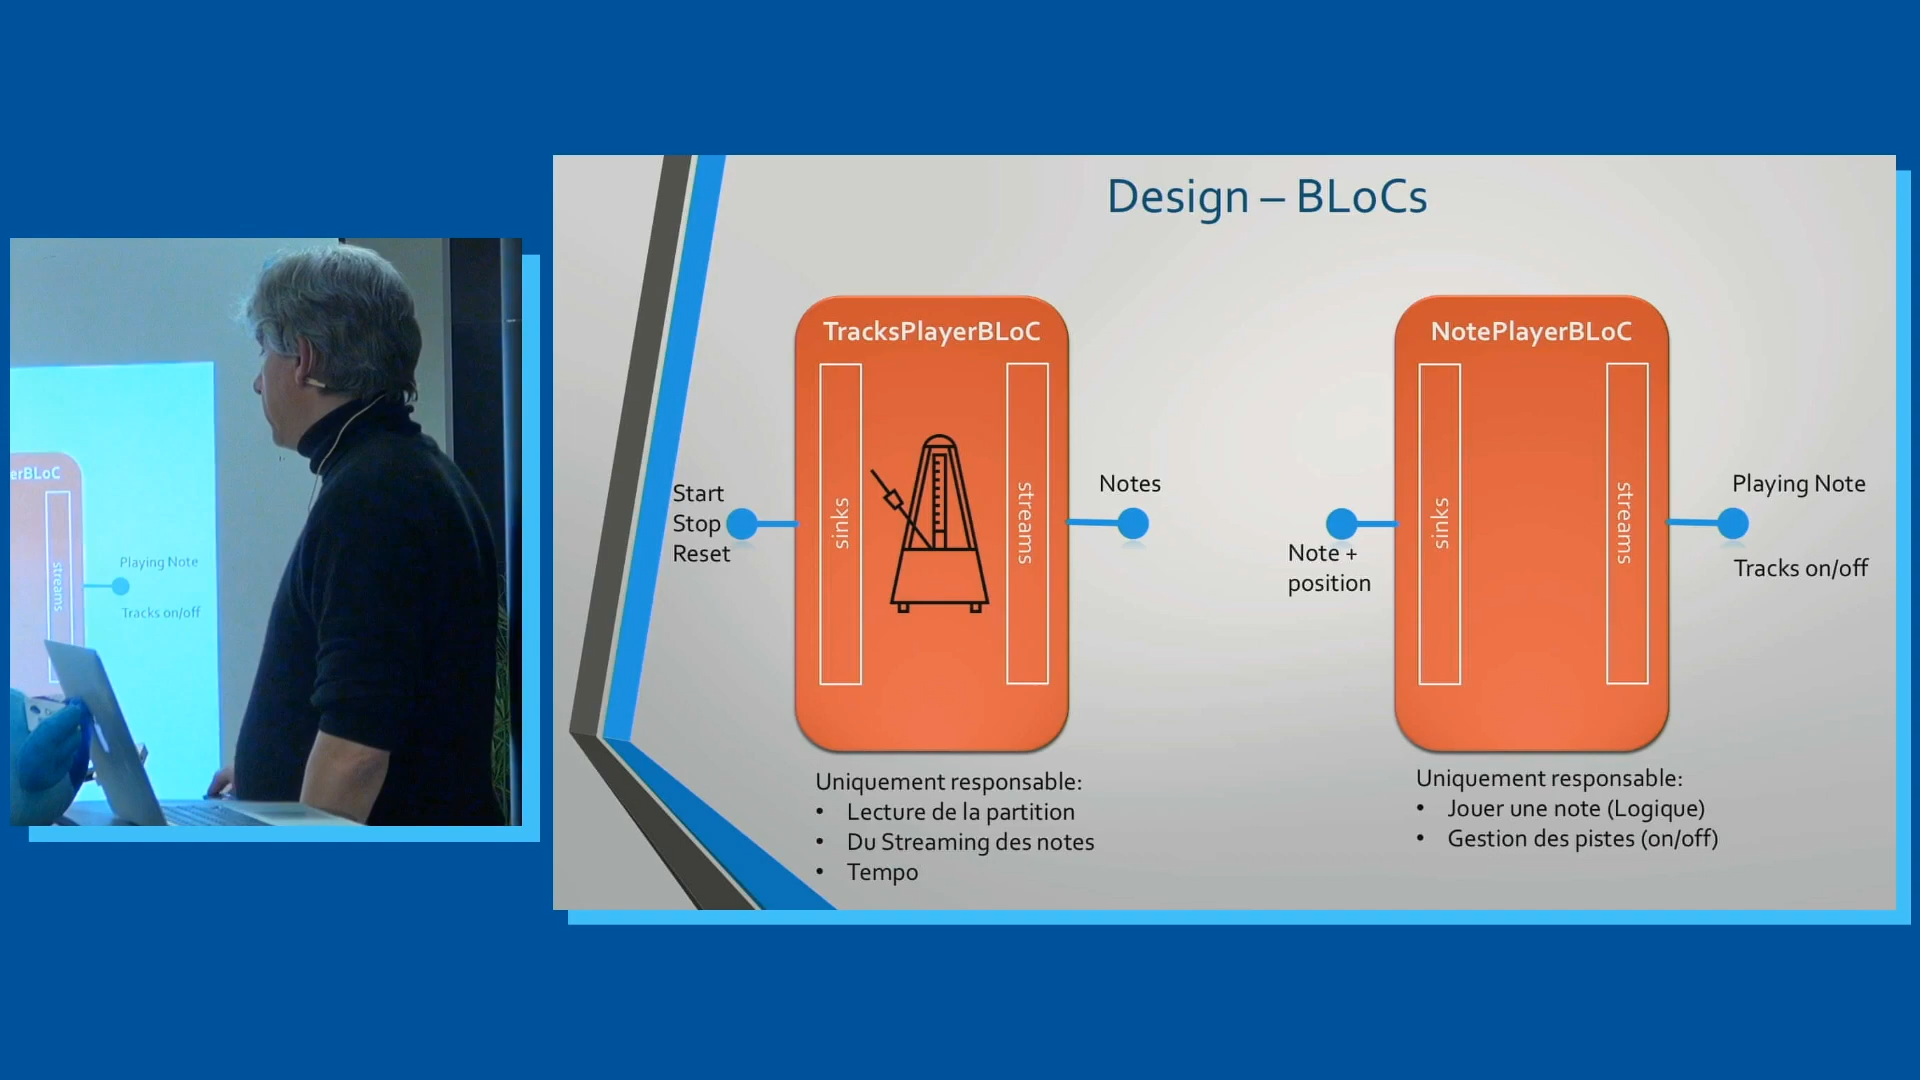 Design – BLoCs
TracksPlayerBLoC
sinks
streams
Start
Stop
Reset
Notes
Uniquement responsable:
• Lecture de la partition
• Du Streaming des notes
• Tempo
NotePlayerBLoC
sinks
streams
Note +
position
Playing Note
Tracks on/off
Uniquement responsable:
• Jouer une note (Logique)
• Gestion des pistes (on/off)
erBLoC
streams
Playing Note
Tracks on/off